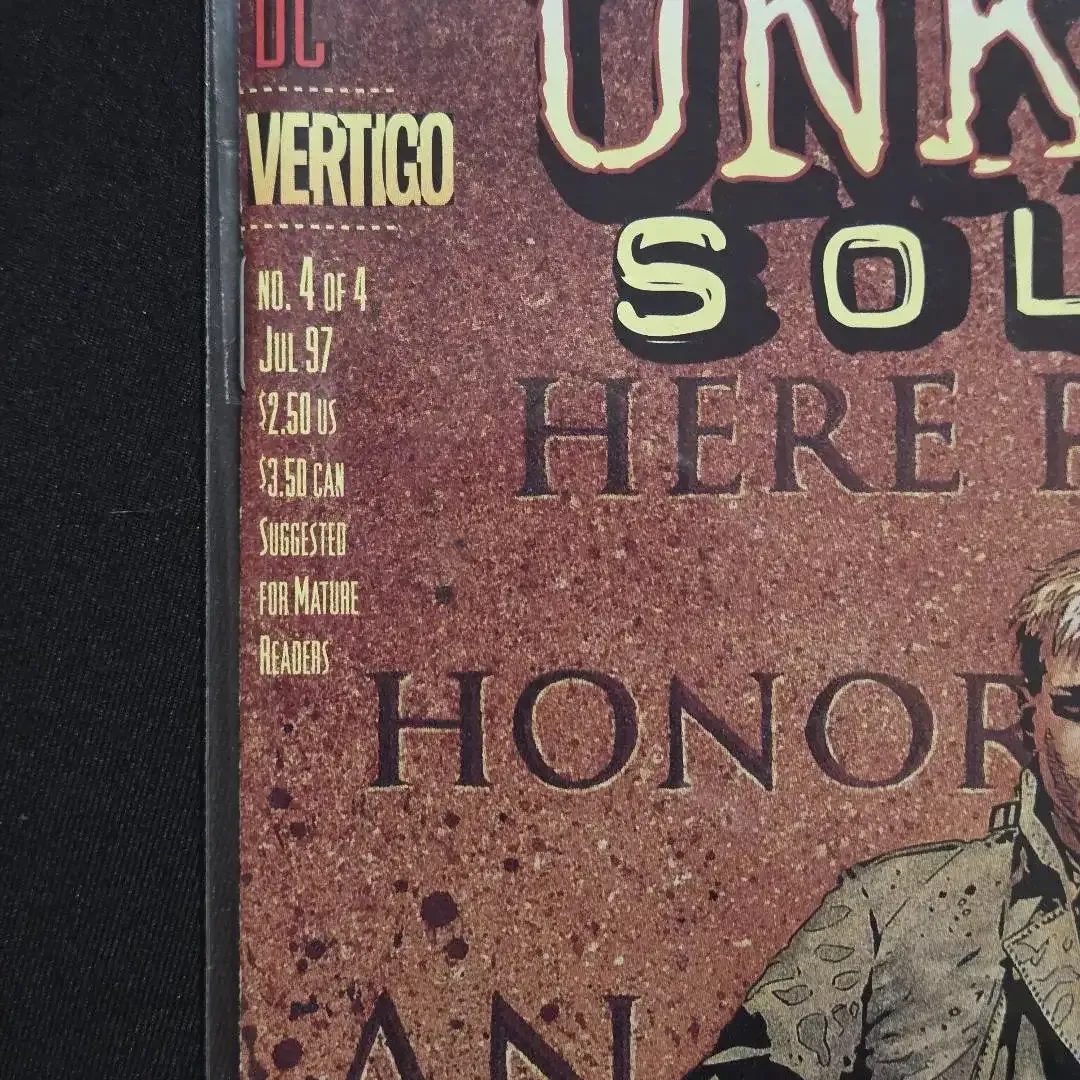 DC
VERTIGO
NO. 4 OF 4
JUL 97
$2.50 US
$3.50 CAN
SUGGESTED
FOR MATURE
READERS
UNK
SOL
HERE
HONOR
AN